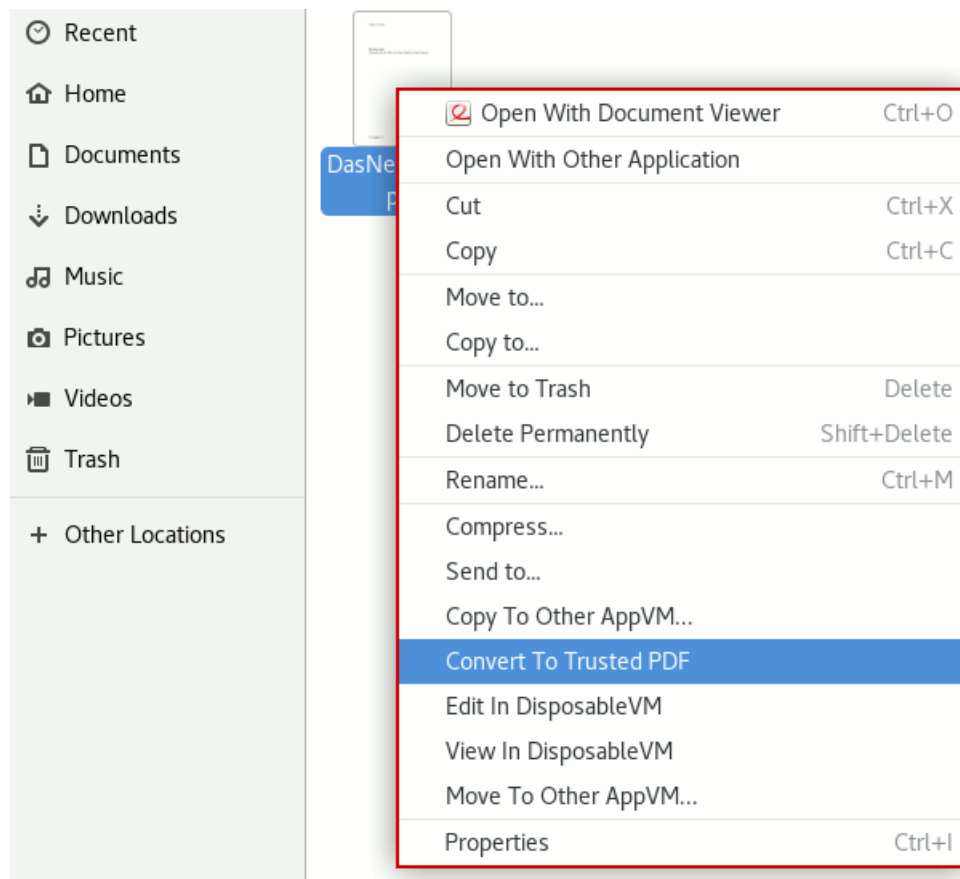 Recent
Home
Documents
Downloads
Music
Pictures
Videos
Trash
Other Locations
DasNe
p
Open With Document Viewer Ctrl+O
Open With Other Application
Cut Ctrl+X
Copy Ctrl+C
Move to...
Copy to...
Move to Trash Delete
Delete Permanently Shift+Delete
Rename... Ctrl+M
Compress...
Send to...
Copy To Other AppVM...
Convert To Trusted PDF
Edit In DisposableVM
View In DisposableVM
Move To Other AppVM...
Properties Ctrl+I